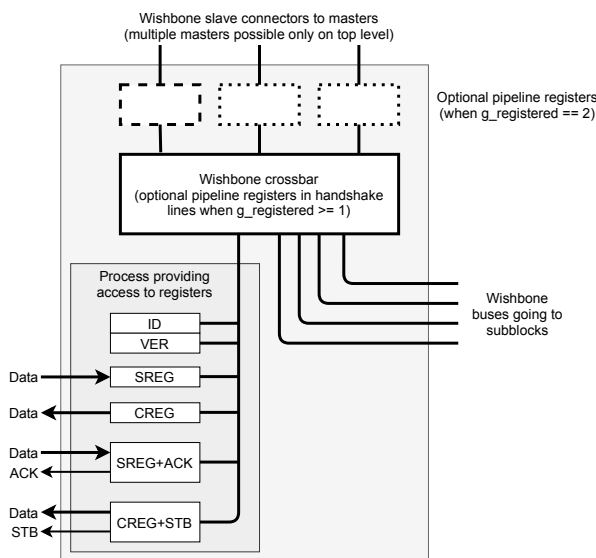 Wishbone slave connectors to masters
(multiple masters possible only on top level)
Optional pipeline registers
(when g_registered == 2)
Wishbone crossbar
(optional pipeline registers in handshake
lines when g_registered >= 1)
Process providing
access to registers
Wishbone
buses going to
subblocks
ID
VER
Data
SREG
Data
CREG
Data
SREG+ACK
ACK
Data
CREG+STB
STB